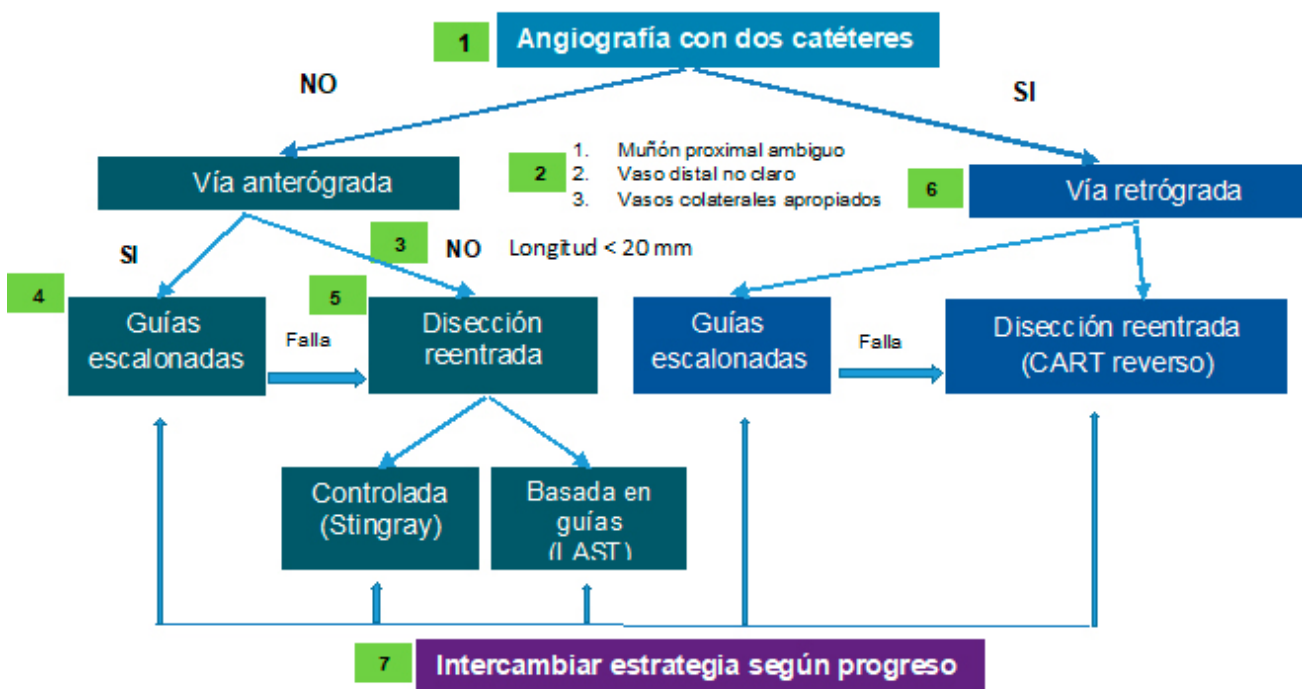 1 Angiografía con dos catéteres
NO
SI
2
1. Muñón proximal ambiguo
2. Vaso distal no claro
3. Vasos colaterales apropiados
Vía anterógrada
6
Vía retrógrada
SI
3
NO Longitud < 20 mm
4
Guías
escalonadas
Falla
5
Disección
reentrada
Guías
escalonadas
Falla
Disección reentrada
(CART reverso)
Controlada
(Stingray)
Basada en
guías
(LAST)
7 Intercambiar estrategia según progreso